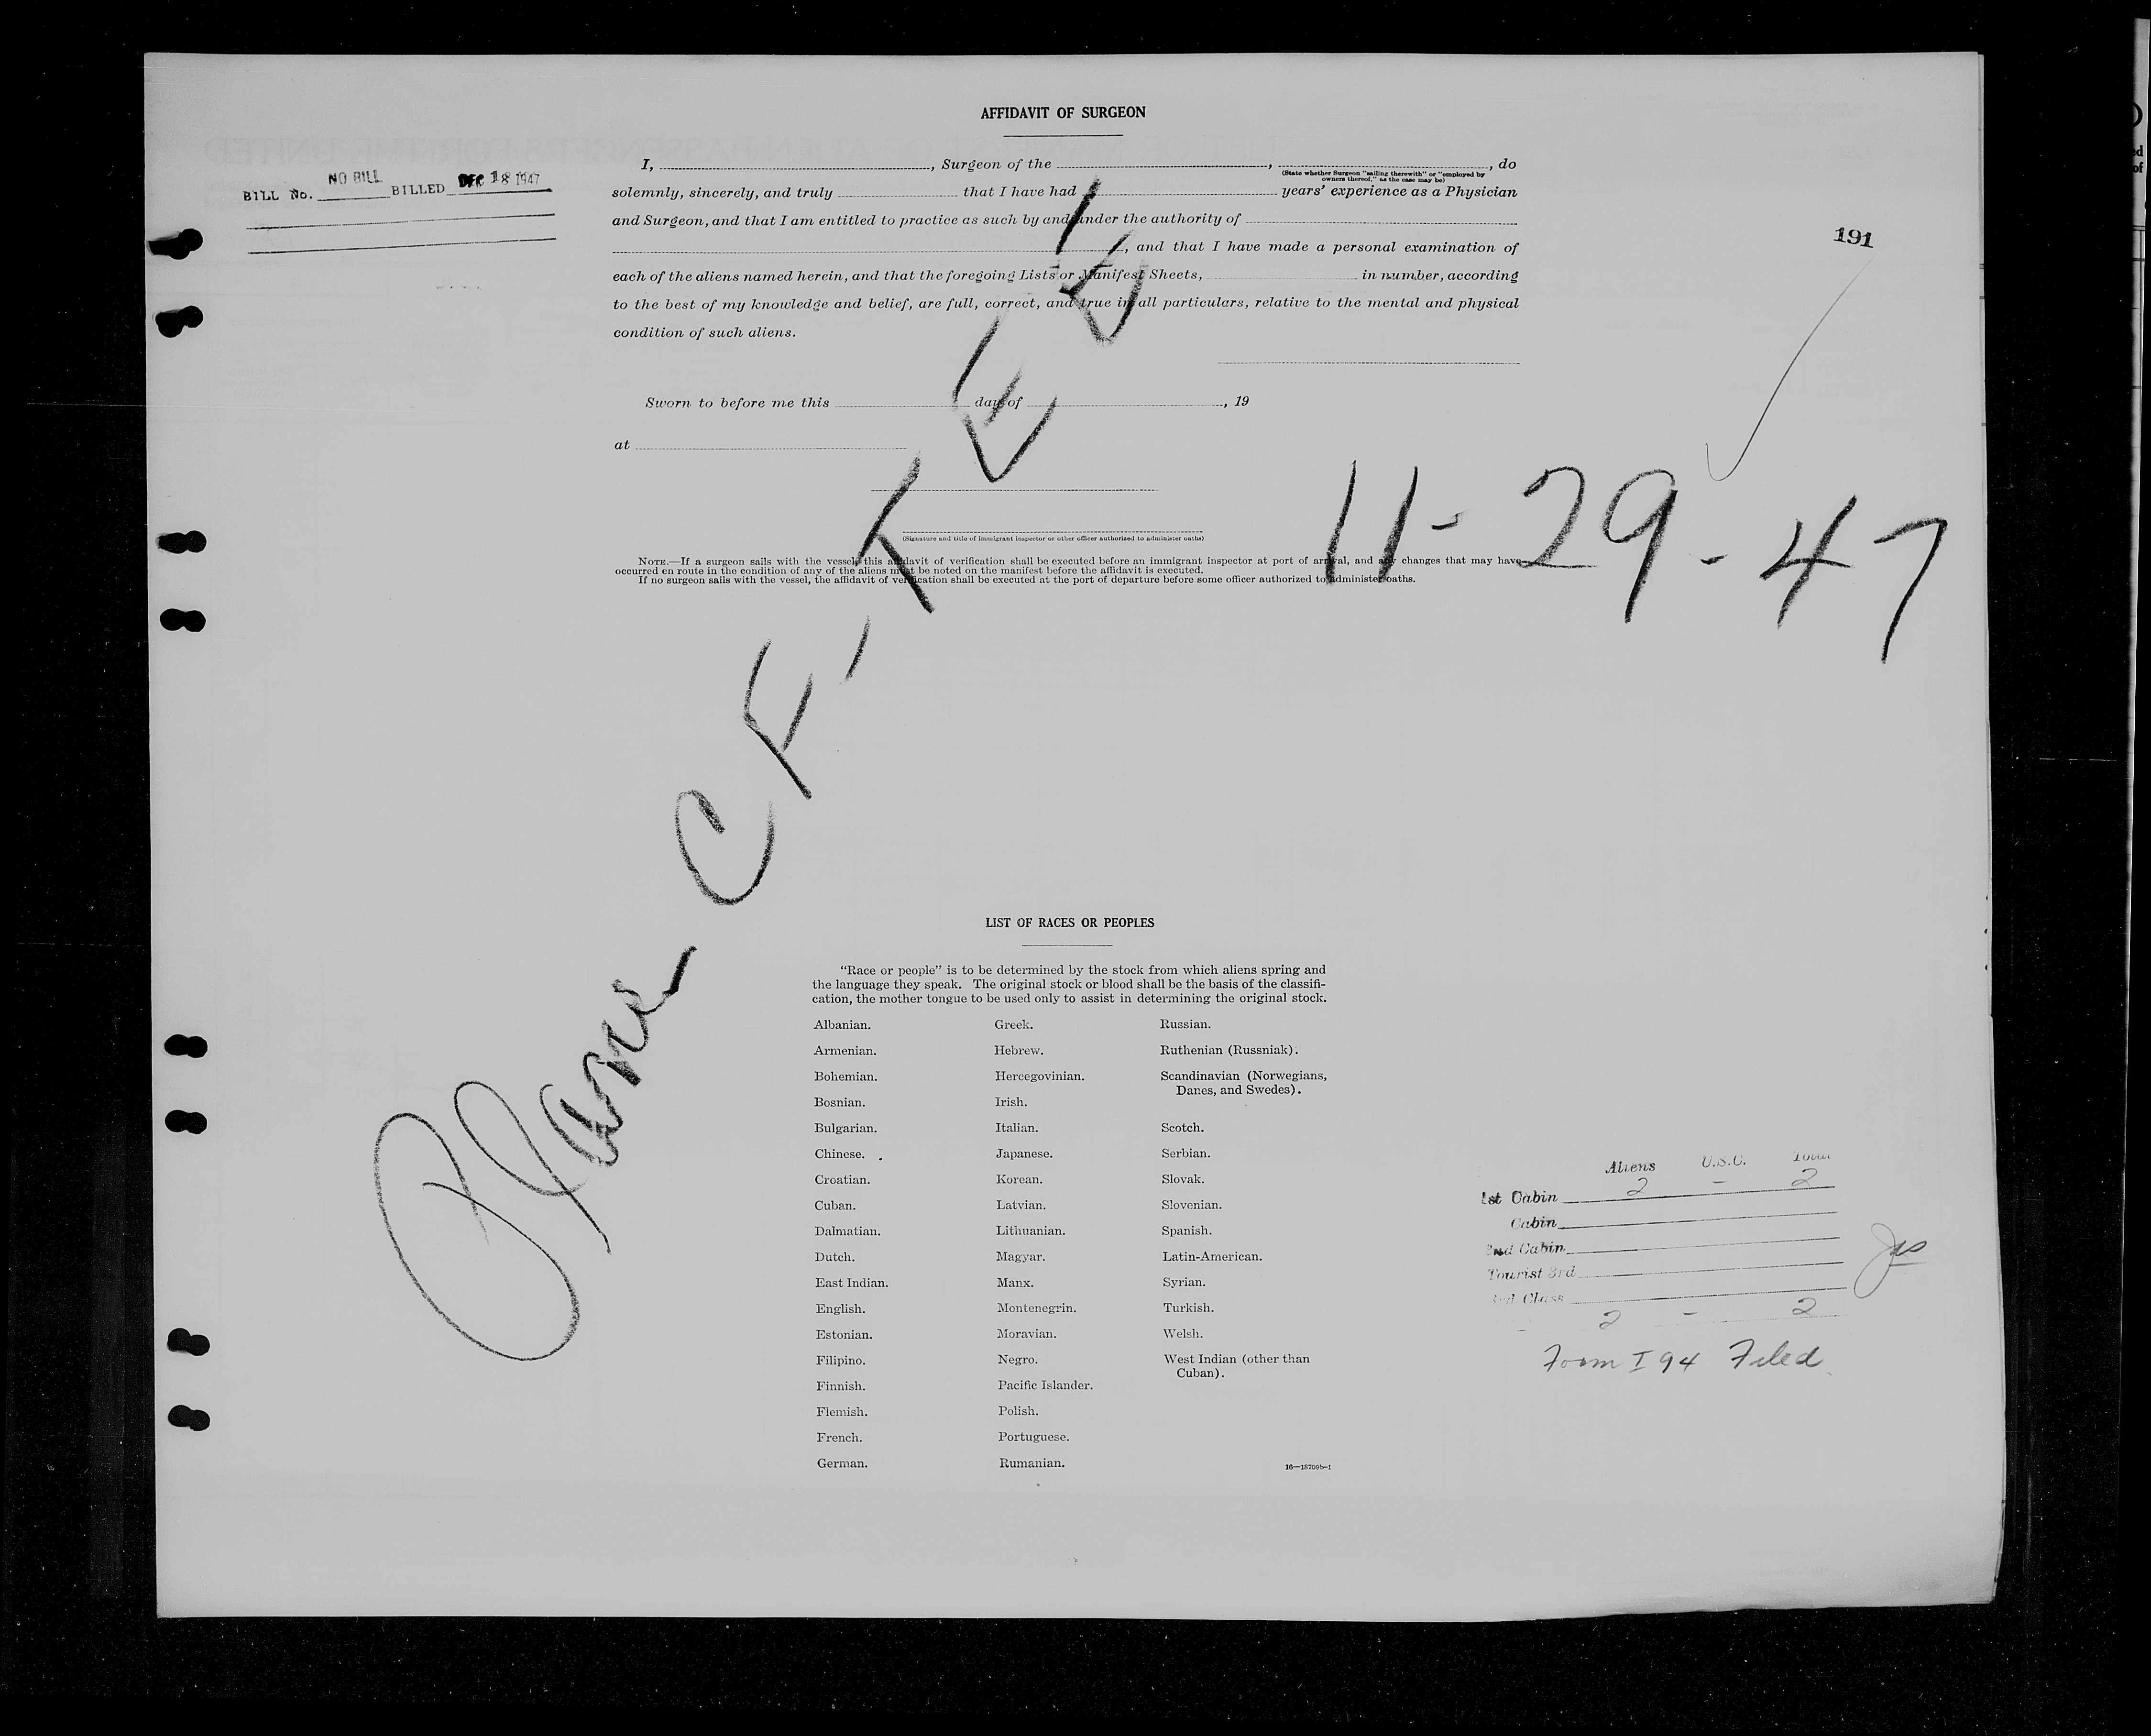 AFFIDAVIT OF SURGEON
I, , Surgeon of the , , do
(State whether Surgeon "sailing therewith" or "employed by
owners thereof," as the case may be)
solemnly, sincerely, and truly that I have had years' experience as a Physician
and Surgeon, and that I am entitled to practice as such by and under the authority of
, and that I have made a personal examination of
each of the aliens named herein, and that the foregoing Lists or Manifest Sheets, in number, according
to the best of my knowledge and belief, are full, correct, and true in all particulars, relative to the mental and physical
condition of such aliens.
Sworn to before me this day of , 19
at
(Signature and title of immigrant inspector or other officer authorized to administer oaths)
NOTE.—If a surgeon sails with the vessel, this affidavit of verification shall be executed before an immigrant inspector at port of arrival, and any changes that may have
occurred en route in the condition of any of the aliens must be noted on the manifest before the affidavit is executed.
If no surgeon sails with the vessel, the affidavit of verification shall be executed at the port of departure before some officer authorized to administer oaths.
BILL No. NO BILL BILLED DEC 18 1947
191
11-29-47
Plane CF-TEL
LIST OF RACES OR PEOPLES
"Race or people" is to be determined by the stock from which aliens spring and
the language they speak. The original stock or blood shall be the basis of the classifi-
cation, the mother tongue to be used only to assist in determining the original stock.
Albanian. Greek. Russian.
Armenian. Hebrew. Ruthenian (Russniak).
Bohemian. Hercegovinian. Scandinavian (Norwegians,
Danes, and Swedes).
Bosnian. Irish.
Bulgarian. Italian. Scotch.
Chinese. Japanese. Serbian.
Croatian. Korean. Slovak.
Cuban. Latvian. Slovenian.
Dalmatian. Lithuanian. Spanish.
Dutch. Magyar. Latin-American.
East Indian. Manx. Syrian.
English. Montenegrin. Turkish.
Estonian. Moravian. Welsh.
Filipino. Negro. West Indian (other than
Cuban).
Finnish. Pacific Islander.
Flemish. Polish.
French. Portuguese.
German. Rumanian.
16—15709b-1
Aliens U.S.C. Total
1st Cabin 2 - 2
Cabin
2nd Cabin
Tourist 3rd
3rd Class
2 - 2
Form I 94 Filed